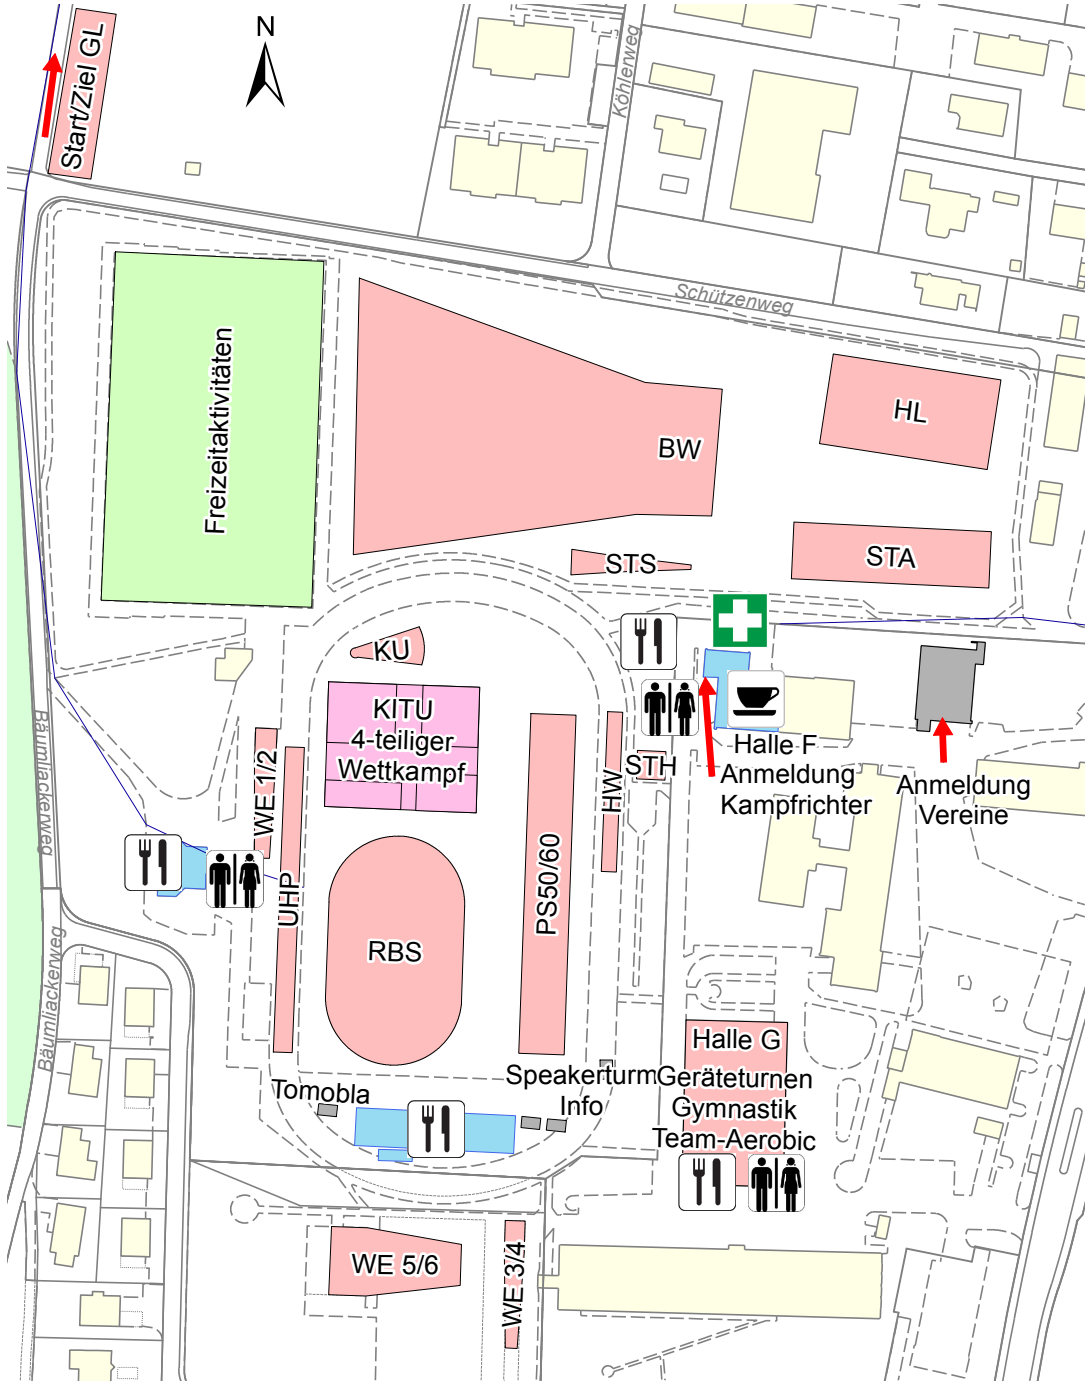 N
Start/Ziel GL
Köhlerweg
Schützenweg
Freizeitaktivitäten
BW
HL
STS
STA
KU
KITU
4-teiliger
Wettkampf
WE 1/2
UHP
RBS
PS50/60
HW
STH
Halle F
Anmeldung
Kampfrichter
Anmeldung
Vereine
Bäumliackerweg
Bäumliackerweg
Tomobla
Speakerturm
Info
Halle G
Geräteturnen
Gymnastik
Team-Aerobic
WE 5/6
WE 3/4